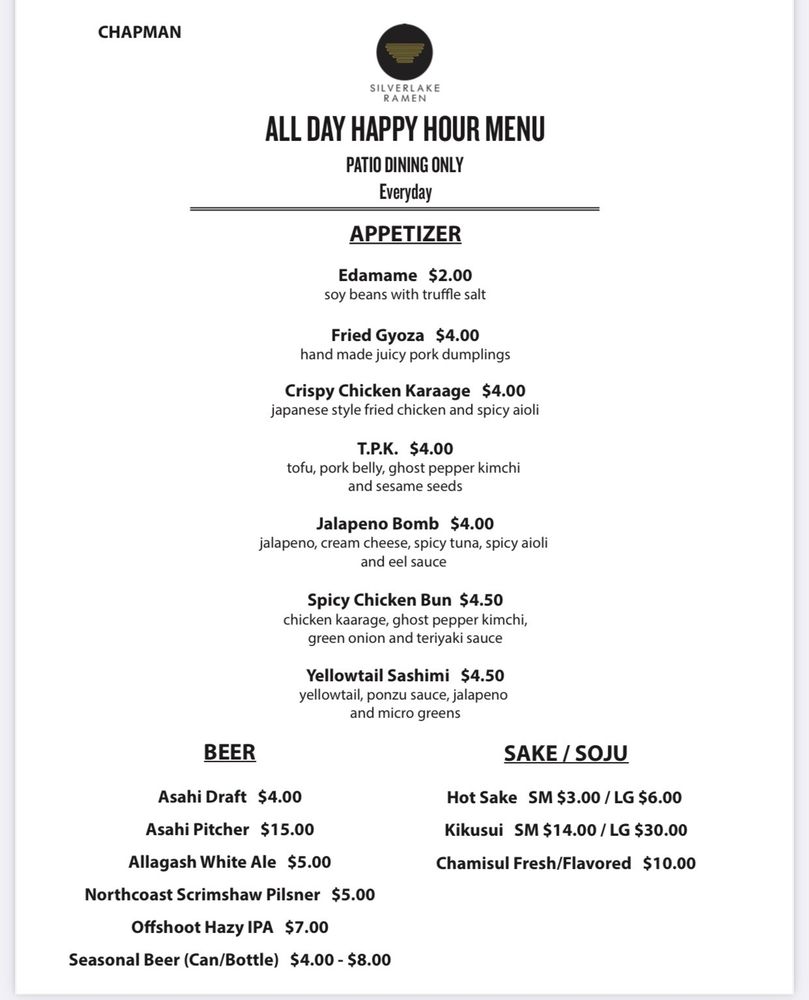 CHAPMAN
SILVERLAKE
RAMEN
ALL DAY HAPPY HOUR MENU
PATIO DINING ONLY
Everyday
APPETIZER
Edamame $2.00
soy beans with truffle salt
Fried Gyoza $4.00
hand made juicy pork dumplings
Crispy Chicken Karaage $4.00
japanese style fried chicken and spicy aioli
T.P.K. $4.00
tofu, pork belly, ghost pepper kimchi
and sesame seeds
Jalapeno Bomb $4.00
jalapeno, cream cheese, spicy tuna, spicy aioli
and eel sauce
Spicy Chicken Bun $4.50
chicken kaarage, ghost pepper kimchi,
green onion and teriyaki sauce
Yellowtail Sashimi $4.50
yellowtail, ponzu sauce, jalapeno
and micro greens
BEER
Asahi Draft $4.00
Asahi Pitcher $15.00
Allagash White Ale $5.00
Northcoast Scrimshaw Pilsner $5.00
Offshoot Hazy IPA $7.00
Seasonal Beer (Can/Bottle) $4.00 - $8.00
SAKE / SOJU
Hot Sake SM $3.00 / LG $6.00
Kikusui SM $14.00 / LG $30.00
Chamisul Fresh/Flavored $10.00